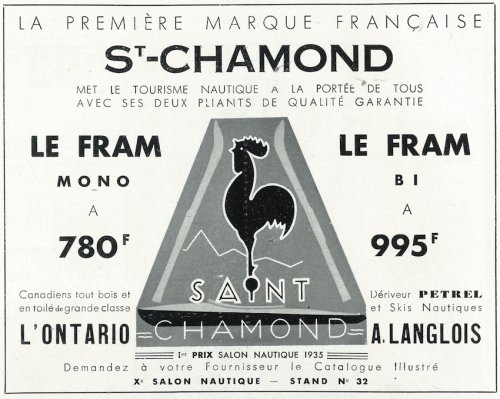 LA PREMIÈRE MARQUE FRANÇAISE
ST-CHAMOND
MET LE TOURISME NAUTIQUE A LA PORTÉE DE TOUS
AVEC SES DEUX PLIANTS DE QUALITÉ GARANTIE
LE FRAM
MONO
A
780F
LE FRAM
BI
A
995F
SAINT
CHAMOND
Canadiens tout bois et
en toile de grande classe
L'ONTARIO
Dériveur PETREL
et Skis Nautiques
A. LANGLOIS
1er PRIX SALON NAUTIQUE 1935
Demandez à votre Fournisseur le Catalogue Illustré
Xe SALON NAUTIQUE – STAND No 32